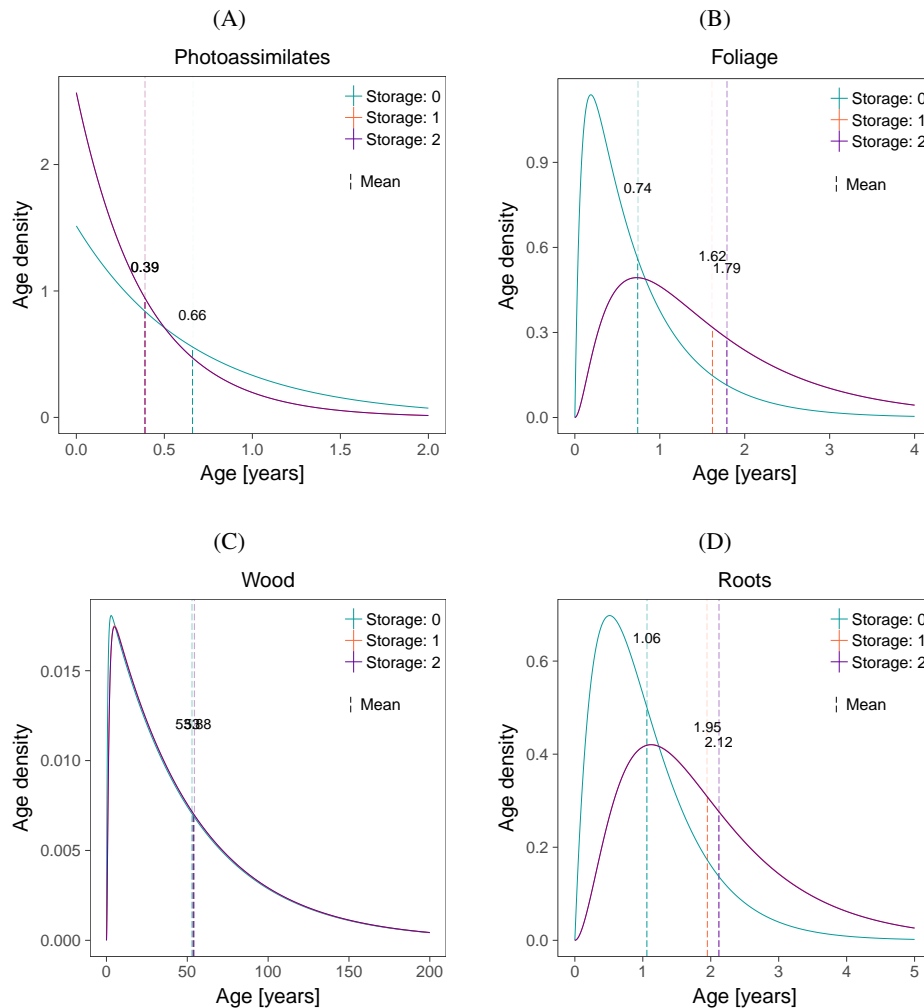 (A)
Photoassimilates
Storage: 0
Storage: 1
Storage: 2
Mean
0.39
0.66
Age density
2
1
0
0.0
0.5
1.0
1.5
2.0
Age [years]
(B)
Foliage
Storage: 0
Storage: 1
Storage: 2
Mean
0.74
1.62
1.79
Age density
0.9
0.6
0.3
0.0
0
1
2
3
4
Age [years]
(C)
Wood
Storage: 0
Storage: 1
Storage: 2
Mean
Age density
0.015
0.010
0.005
0.000
0
50
100
150
200
Age [years]
(D)
Roots
Storage: 0
Storage: 1
Storage: 2
Mean
1.06
1.95
2.12
Age density
0.6
0.4
0.2
0.0
0
1
2
3
4
5
Age [years]